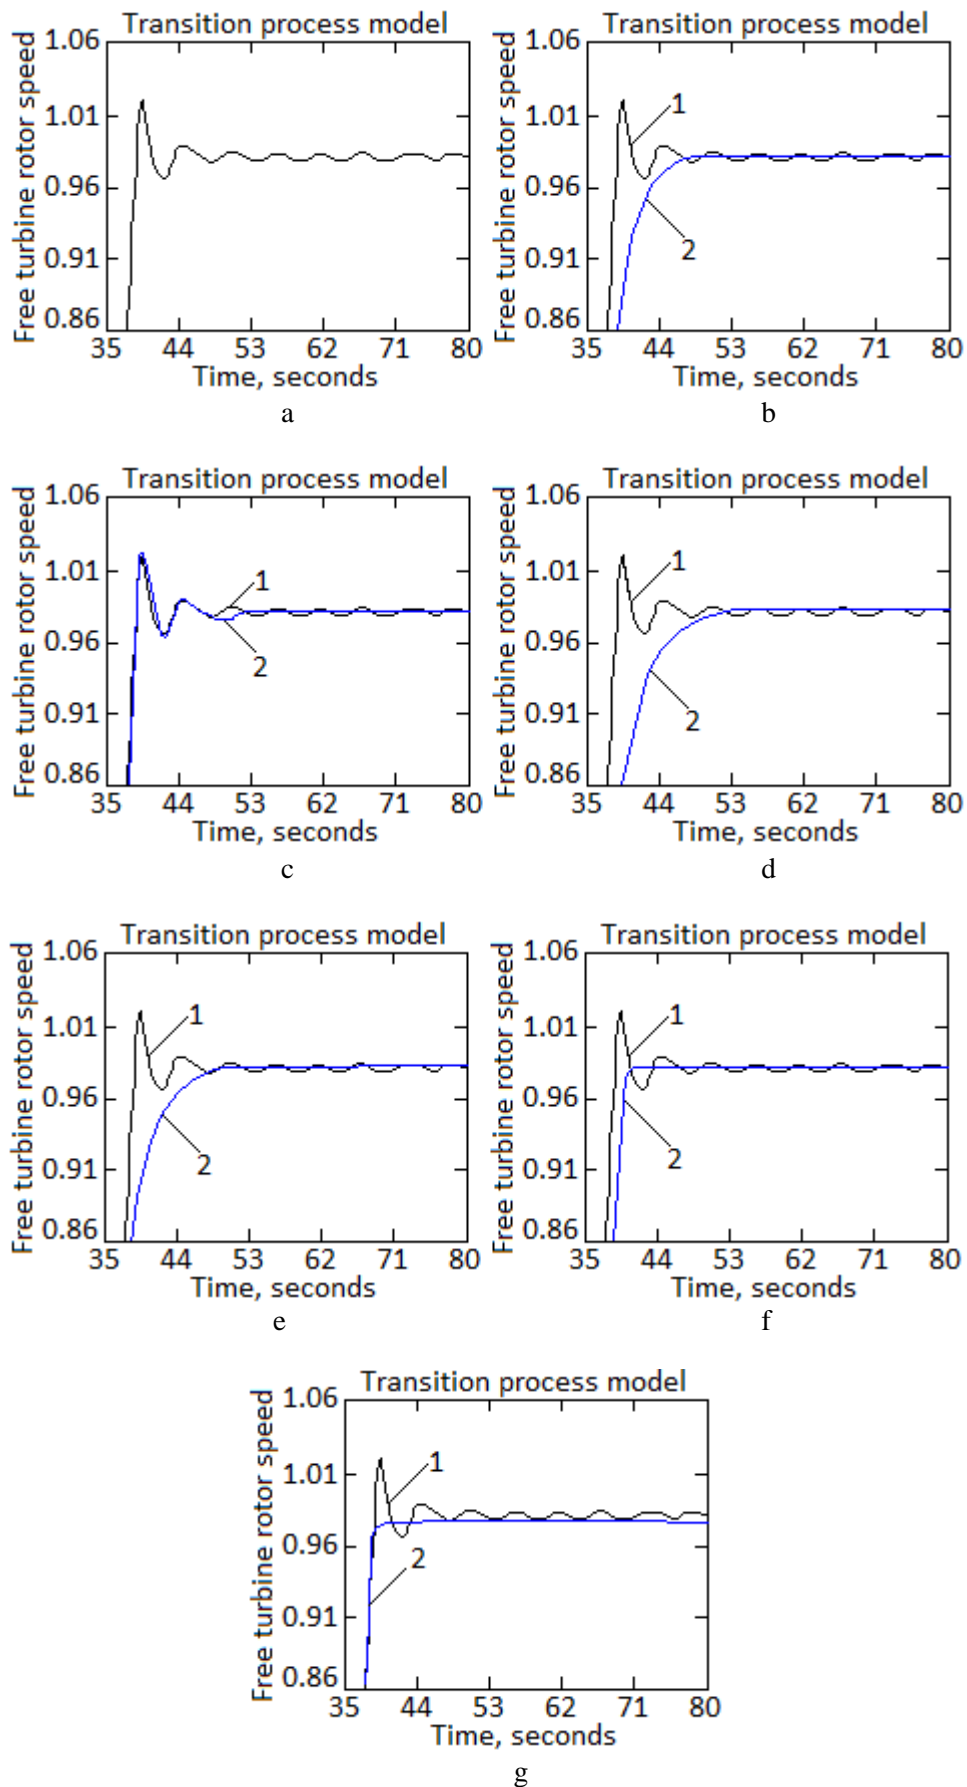 Transition process model
Free turbine rotor speed
1.06
1.01
0.96
0.91
0.86
35 44 53 62 71 80
Time, seconds
a
Transition process model
Free turbine rotor speed
1.06
1.01
0.96
0.91
0.86
1
2
35 44 53 62 71 80
Time, seconds
b
Transition process model
Free turbine rotor speed
1.06
1.01
0.96
0.91
0.86
1
2
35 44 53 62 71 80
Time, seconds
c
Transition process model
Free turbine rotor speed
1.06
1.01
0.96
0.91
0.86
1
2
35 44 53 62 71 80
Time, seconds
d
Transition process model
Free turbine rotor speed
1.06
1.01
0.96
0.91
0.86
1
2
35 44 53 62 71 80
Time, seconds
e
Transition process model
Free turbine rotor speed
1.06
1.01
0.96
0.91
0.86
1
2
35 44 53 62 71 80
Time, seconds
f
Transition process model
Free turbine rotor speed
1.06
1.01
0.96
0.91
0.86
1
2
35 44 53 62 71 80
Time, seconds
g